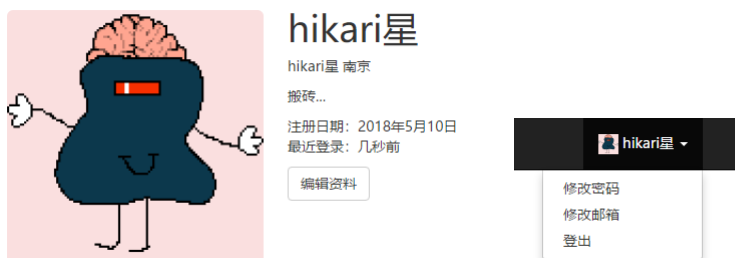 hikari星
hikari星 南京
搬砖...
注册日期：2018年5月10日
最近登录：几秒前
编辑资料
hikari星
修改密码
修改邮箱
登出